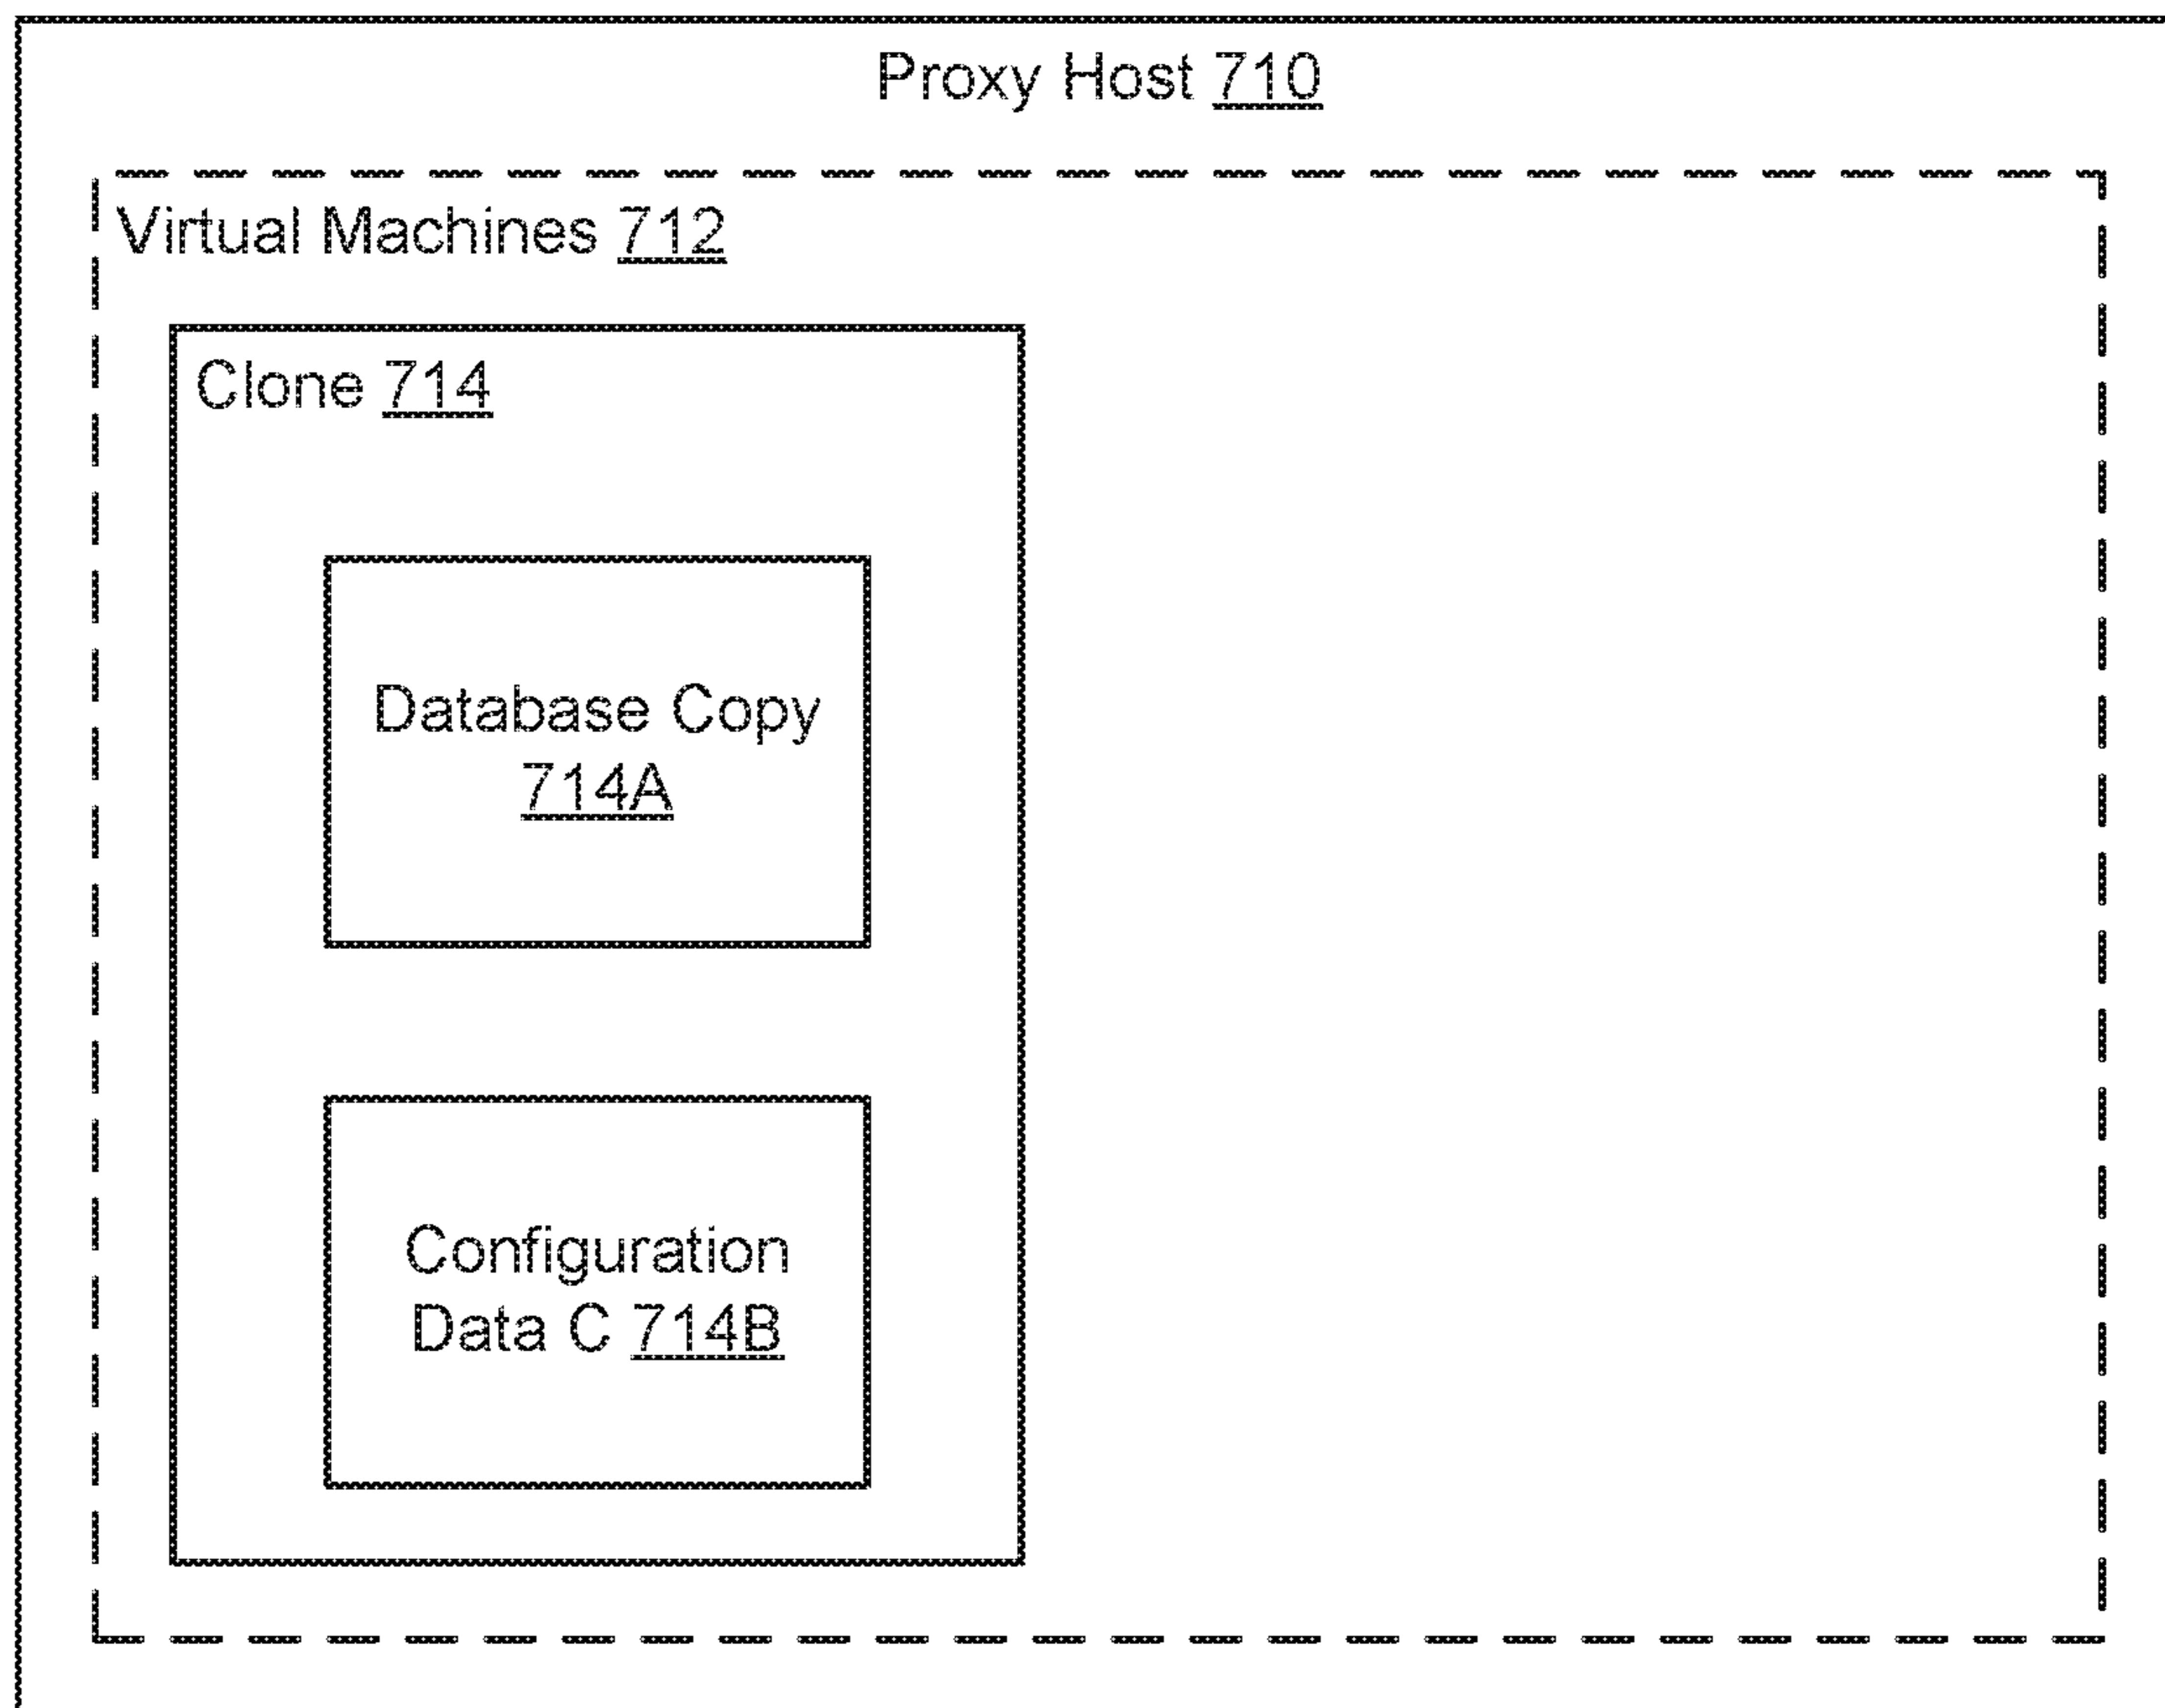 Proxy Host 710
Virtual Machines 712
Clone 714
Database Copy
714A
Configuration
Data C 714B